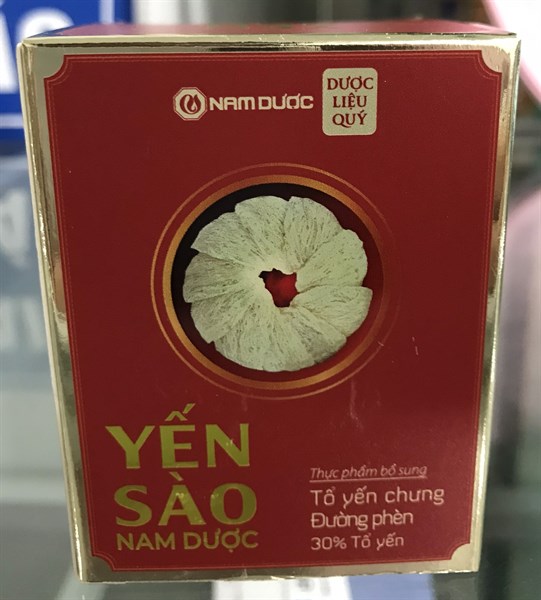 NAM DƯỢC
DƯỢC
LIỆU
QUÝ
YẾN
SÀO
NAM DƯỢC
Thực phẩm bổ sung
Tổ yến chưng
Đường phèn
30% Tổ yến